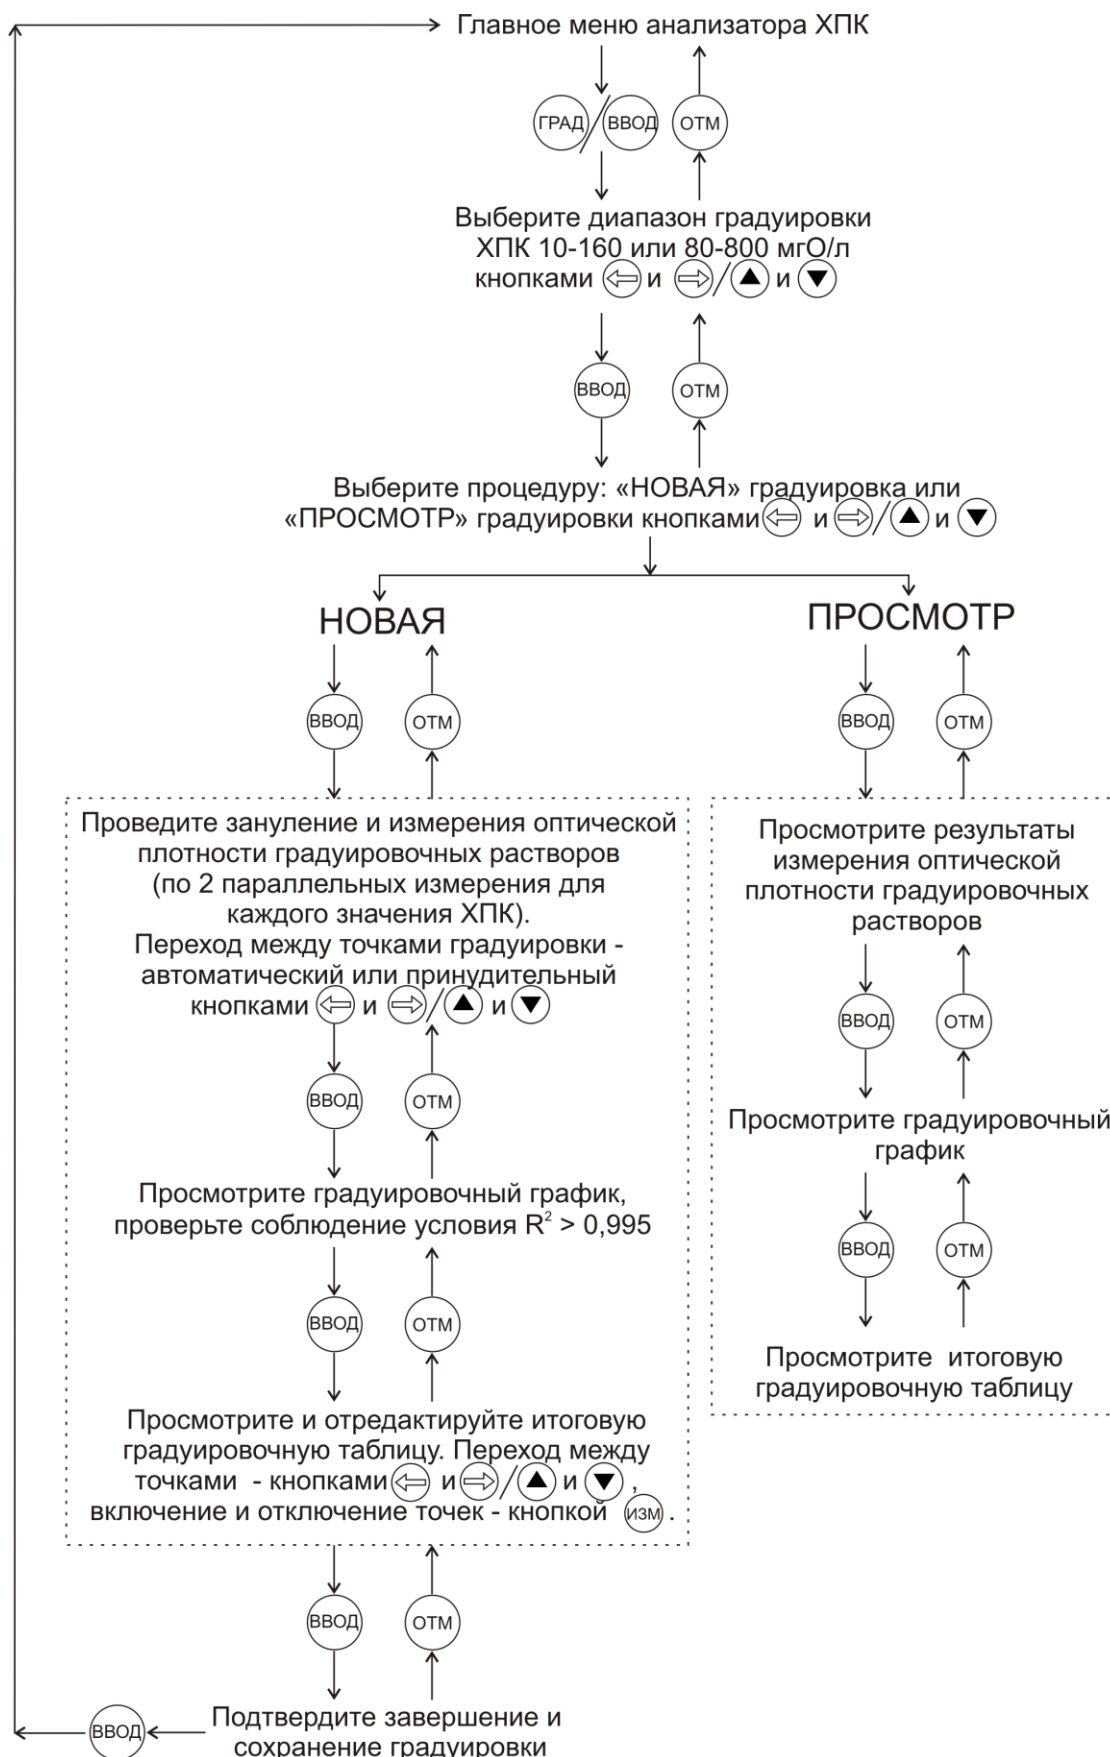 Главное меню анализатора ХПК
ГРАД ВВОД ОТМ
Выберите диапазон градуировки
ХПК 10-160 или 80-800 мгО/л
кнопками и / и
ВВОД ОТМ
Выберите процедуру: «НОВАЯ» градуировка или
«ПРОСМОТР» градуировки кнопками и / и
НОВАЯ
ВВОД ОТМ
Проведите зануление и измерения оптической
плотности градуировочных растворов
(по 2 параллельных измерения для
каждого значения ХПК).
Переход между точками градуировки -
автоматический или принудительный
кнопками и / и
ВВОД ОТМ
Просмотрите градуировочный график,
проверьте соблюдение условия R² > 0,995
ВВОД ОТМ
Просмотрите и отредактируйте итоговую
градуировочную таблицу. Переход между
точками - кнопками и / и ,
включение и отключение точек - кнопкой ИЗМ .
ВВОД ОТМ
ВВОД Подтвердите завершение и
сохранение градуировки
ПРОСМОТР
ВВОД ОТМ
Просмотрите результаты
измерения оптической
плотности градуировочных
растворов
ВВОД ОТМ
Просмотрите градуировочный
график
ВВОД ОТМ
Просмотрите итоговую
градуировочную таблицу